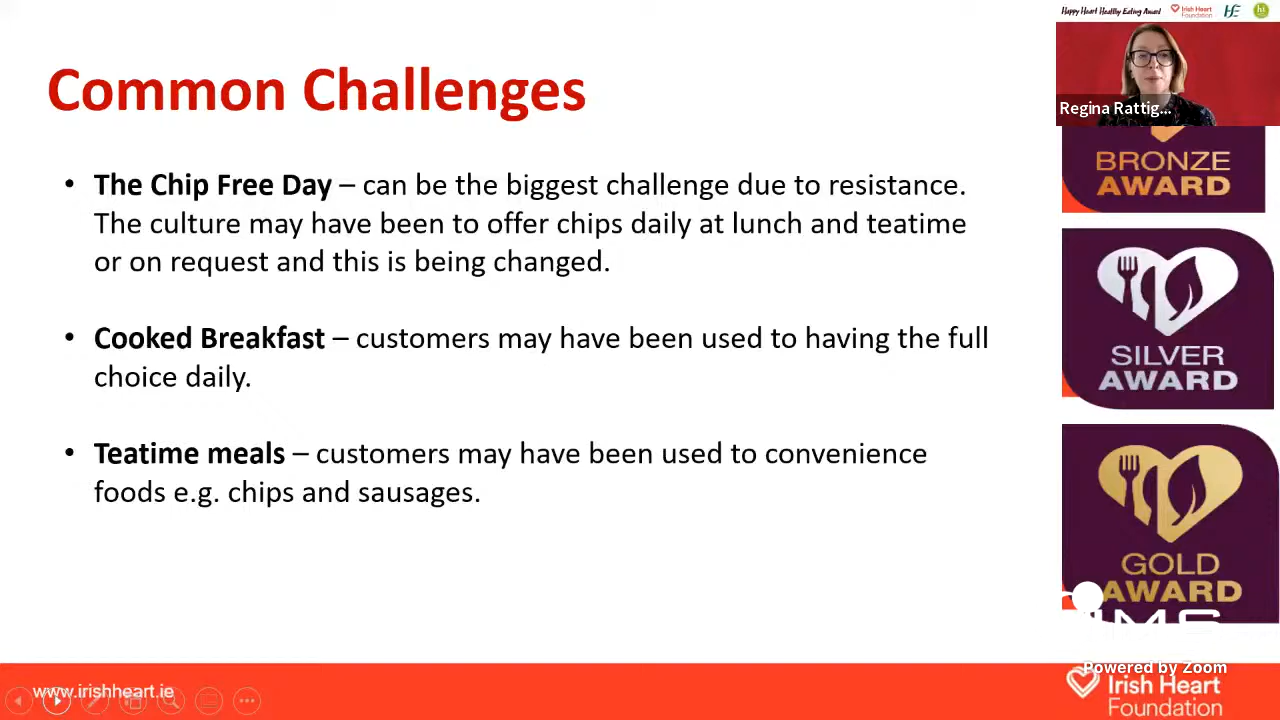 Happy Heart Healthy Eating Award
Irish Heart
Foundation
Regina Rattig...
Common Challenges
BRONZE
AWARD
• The Chip Free Day – can be the biggest challenge due to resistance.
The culture may have been to offer chips daily at lunch and teatime
or on request and this is being changed.
• Cooked Breakfast – customers may have been used to having the full
choice daily.
SILVER
AWARD
• Teatime meals – customers may have been used to convenience
foods e.g. chips and sausages.
GOLD
AWARD
Powered by Zoom
www.irishheart.ie
Irish Heart
Foundation